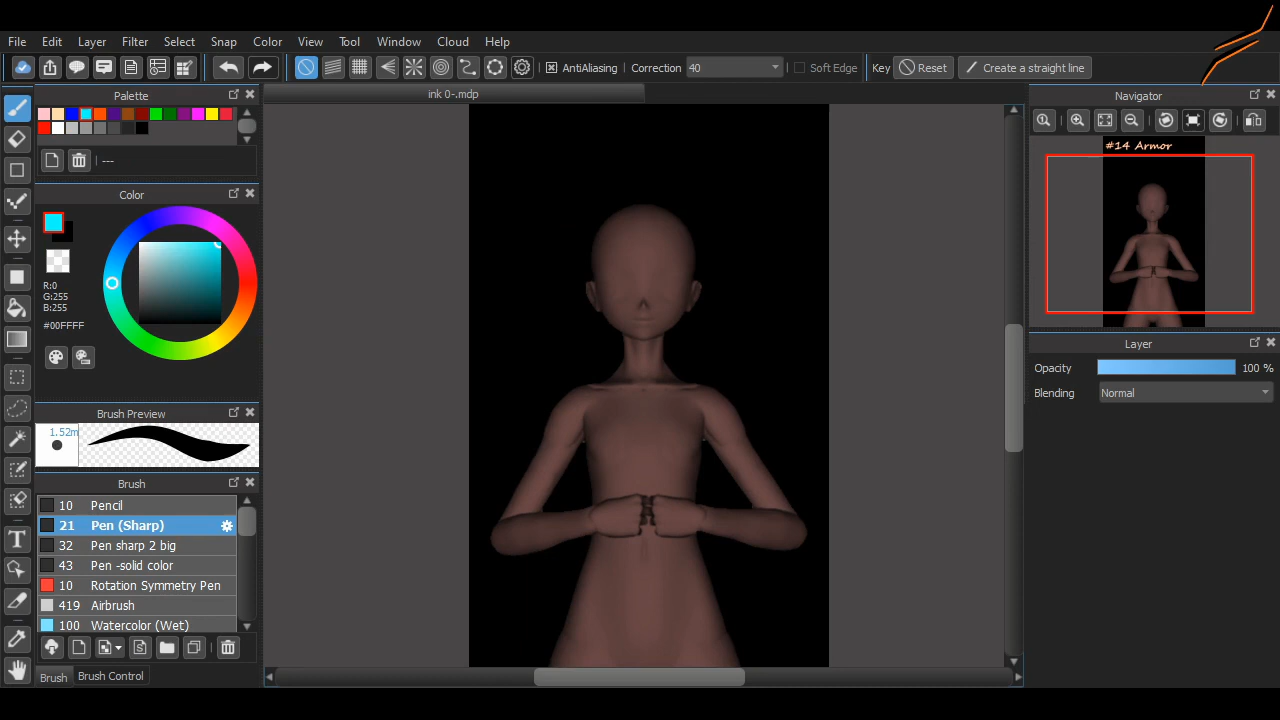 File Edit Layer Filter Select Snap Color View Tool Window Cloud Help
AntiAliasing Correction 40 Soft Edge Key Reset Create a straight line
Palette
ink 0-.mdp
Navigator
---
#14 Armor
Color
R:0
G:255
B:255
#00FFFF
Layer
Opacity 100 %
Blending Normal
Brush Preview
1.52m
Brush
10 Pencil
21 Pen (Sharp)
32 Pen sharp 2 big
43 Pen -solid color
10 Rotation Symmetry Pen
419 Airbrush
100 Watercolor (Wet)
Brush Brush Control